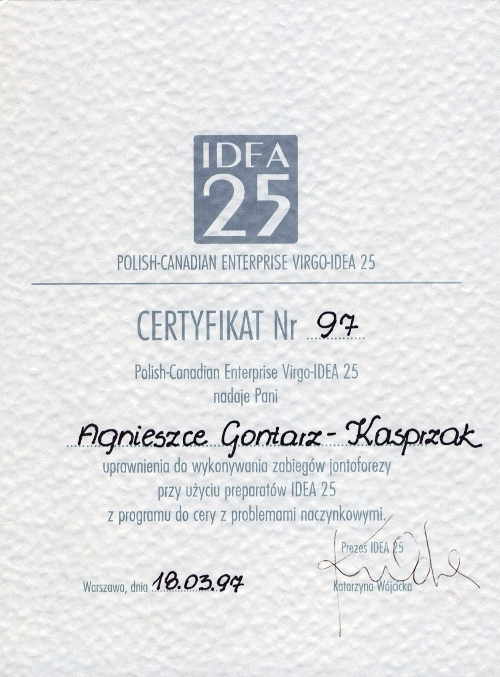 IDEA
25
POLISH-CANADIAN ENTERPRISE VIRGO-IDEA 25
CERTYFIKAT Nr 97
Polish-Canadian Enterprise Virgo-IDEA 25
nadaje Pani
Agnieszce Gontarz-Kasprzak
uprawnienia do wykonywania zabiegów jontoforezy
przy użyciu preparatów IDEA 25
z programu do cery z problemami naczynkowymi.
Prezes IDEA 25
Warszawa, dnia 18.03.97
Katarzyna Wójcicka